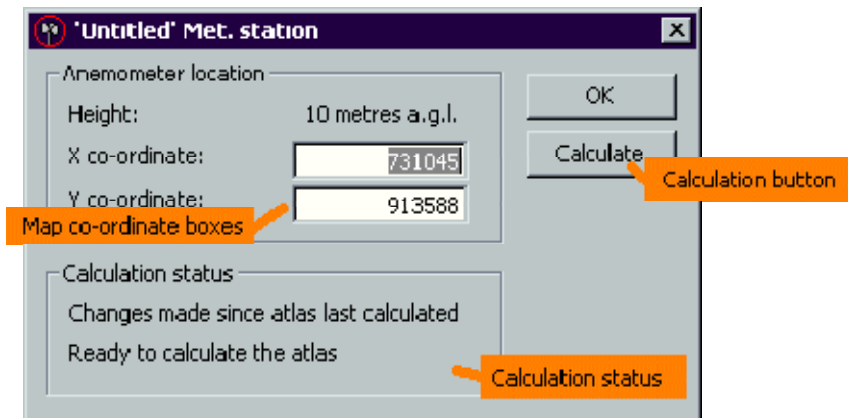 'Untitled' Met. station
Anemometer location
Height: 10 metres a.g.l.
X co-ordinate: 731045
Y co-ordinate: 913588
OK
Calculate
Calculation button
Map co-ordinate boxes
Calculation status
Changes made since atlas last calculated
Ready to calculate the atlas
Calculation status